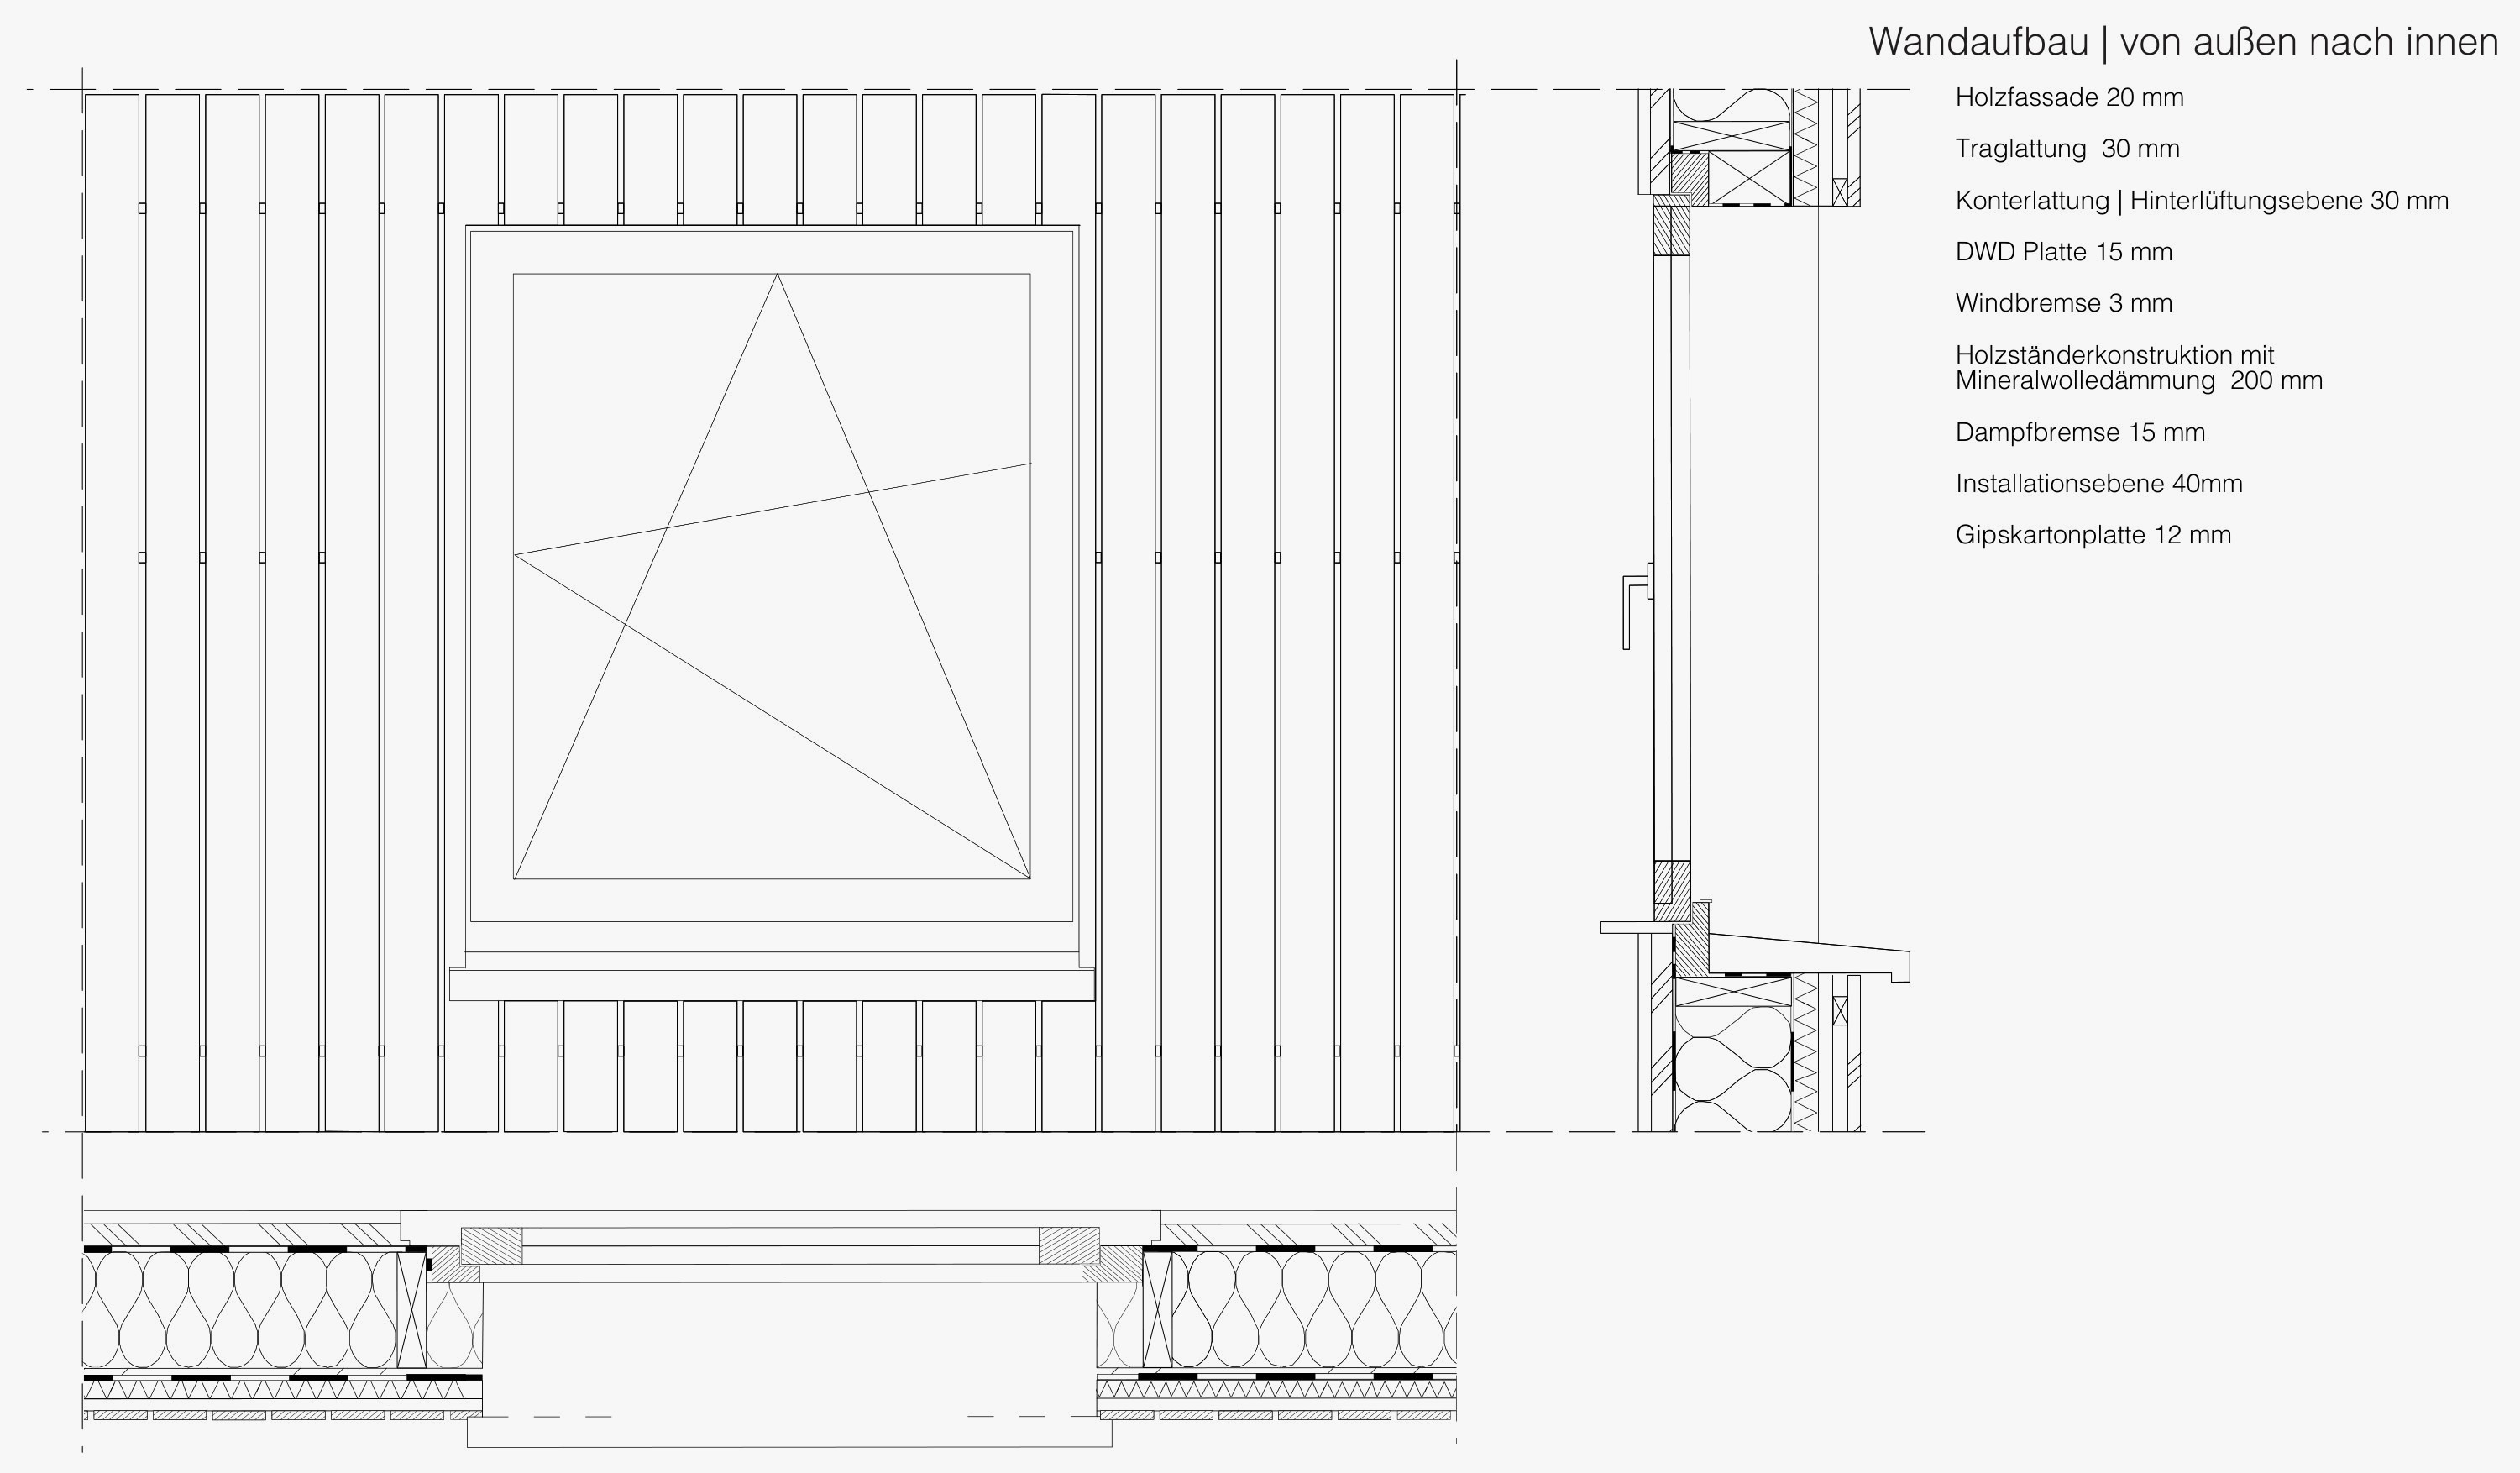 Wandaufbau | von außen nach innen
Holzfassade 20 mm
Traglattung  30 mm
Konterlattung | Hinterlüftungsebene 30 mm
DWD Platte 15 mm
Windbremse 3 mm
Holzständerkonstruktion mit
Mineralwolledämmung  200 mm
Dampfbremse 15 mm
Installationsebene 40mm
Gipskartonplatte 12 mm